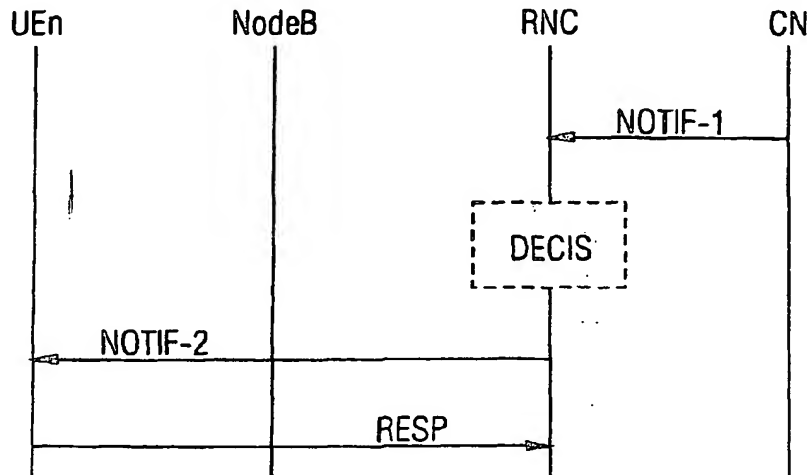 UEn NodeB RNC CN
NOTIF-1
DECIS
NOTIF-2
RESP